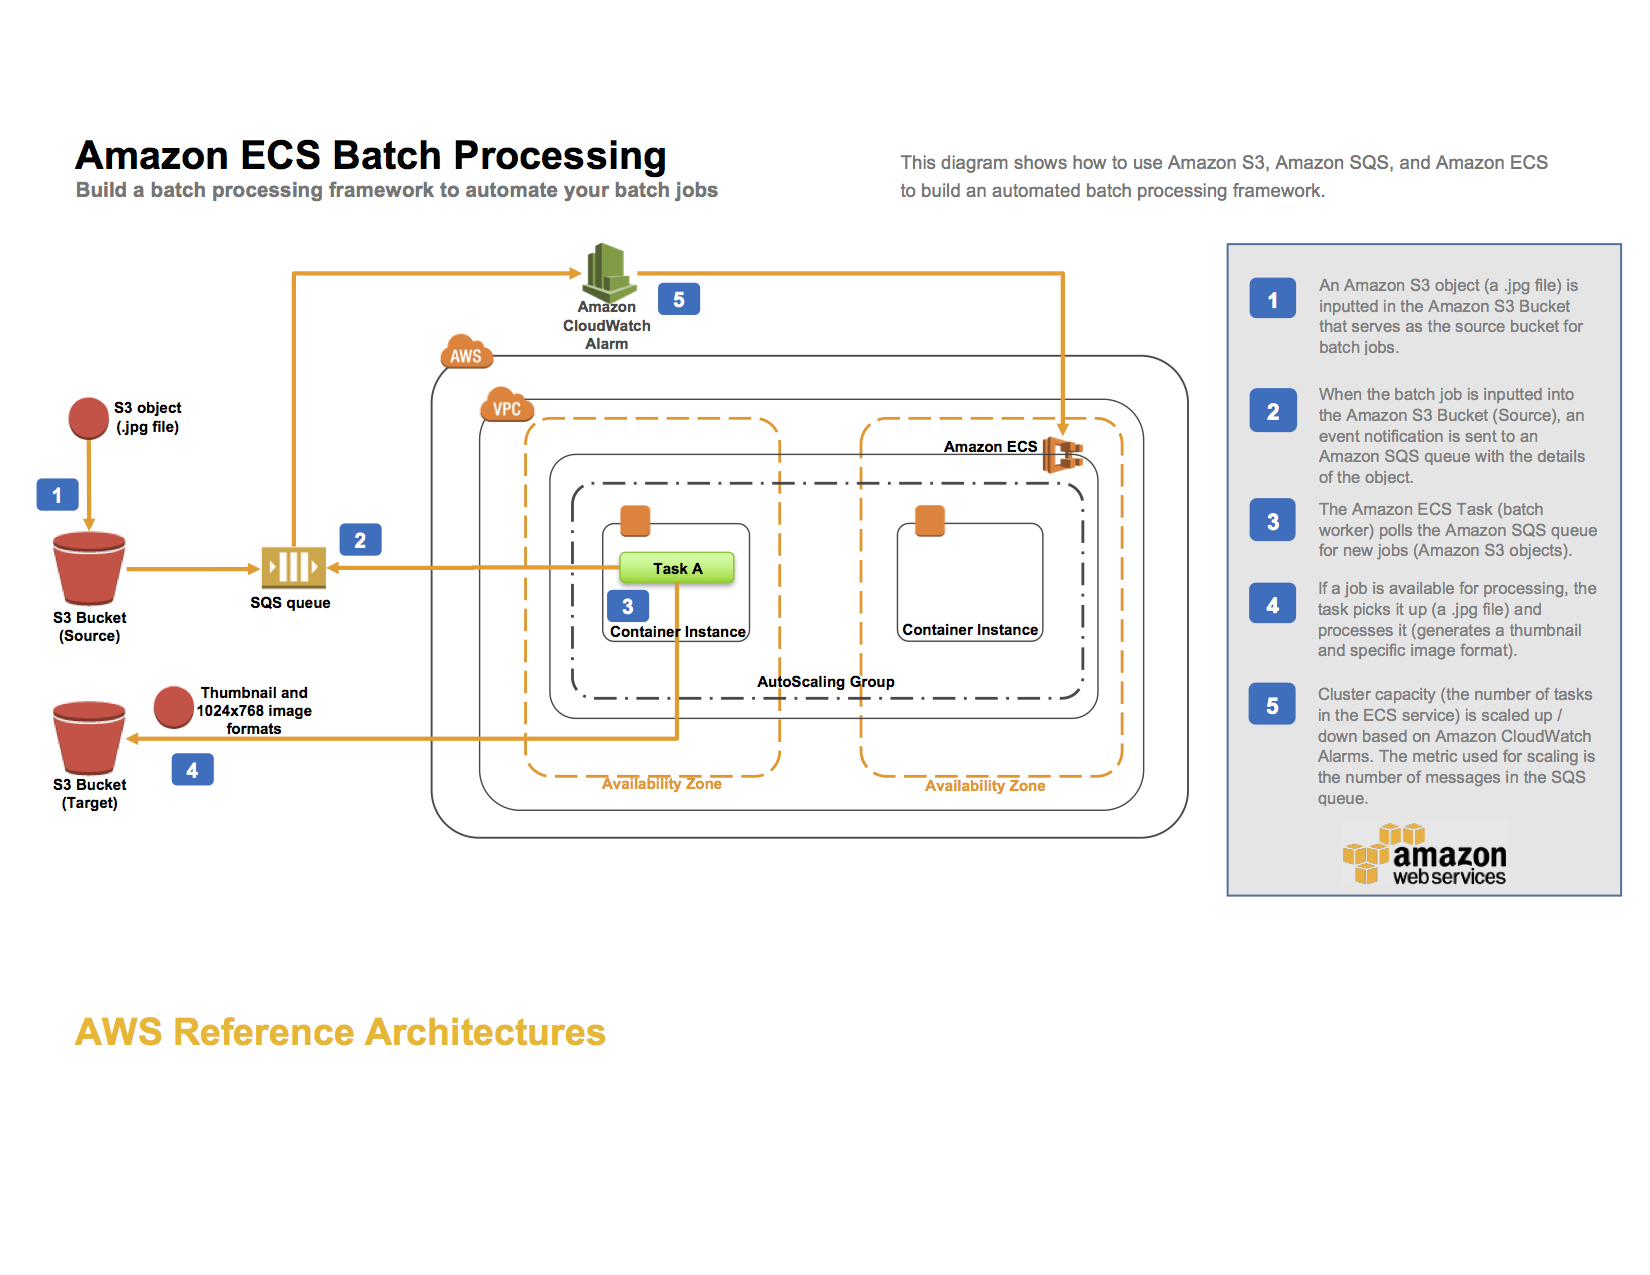 Amazon ECS Batch Processing
Build a batch processing framework to automate your batch jobs
This diagram shows how to use Amazon S3, Amazon SQS, and Amazon ECS
to build an automated batch processing framework.
Amazon
CloudWatch
Alarm
5
AWS
VPC
S3 object
(.jpg file)
1
S3 Bucket
(Source)
2
SQS queue
Amazon ECS
Task A
3
Container Instance
Container Instance
AutoScaling Group
Thumbnail and
1024x768 image
formats
4
S3 Bucket
(Target)
Availability Zone
Availability Zone
1
An Amazon S3 object (a .jpg file) is
inputted in the Amazon S3 Bucket
that serves as the source bucket for
batch jobs.
2
When the batch job is inputted into
the Amazon S3 Bucket (Source), an
event notification is sent to an
Amazon SQS queue with the details
of the object.
3
The Amazon ECS Task (batch
worker) polls the Amazon SQS queue
for new jobs (Amazon S3 objects).
4
If a job is available for processing, the
task picks it up (a .jpg file) and
processes it (generates a thumbnail
and specific image format).
5
Cluster capacity (the number of tasks
in the ECS service) is scaled up /
down based on Amazon CloudWatch
Alarms. The metric used for scaling is
the number of messages in the SQS
queue.
amazon
web services
AWS Reference Architectures